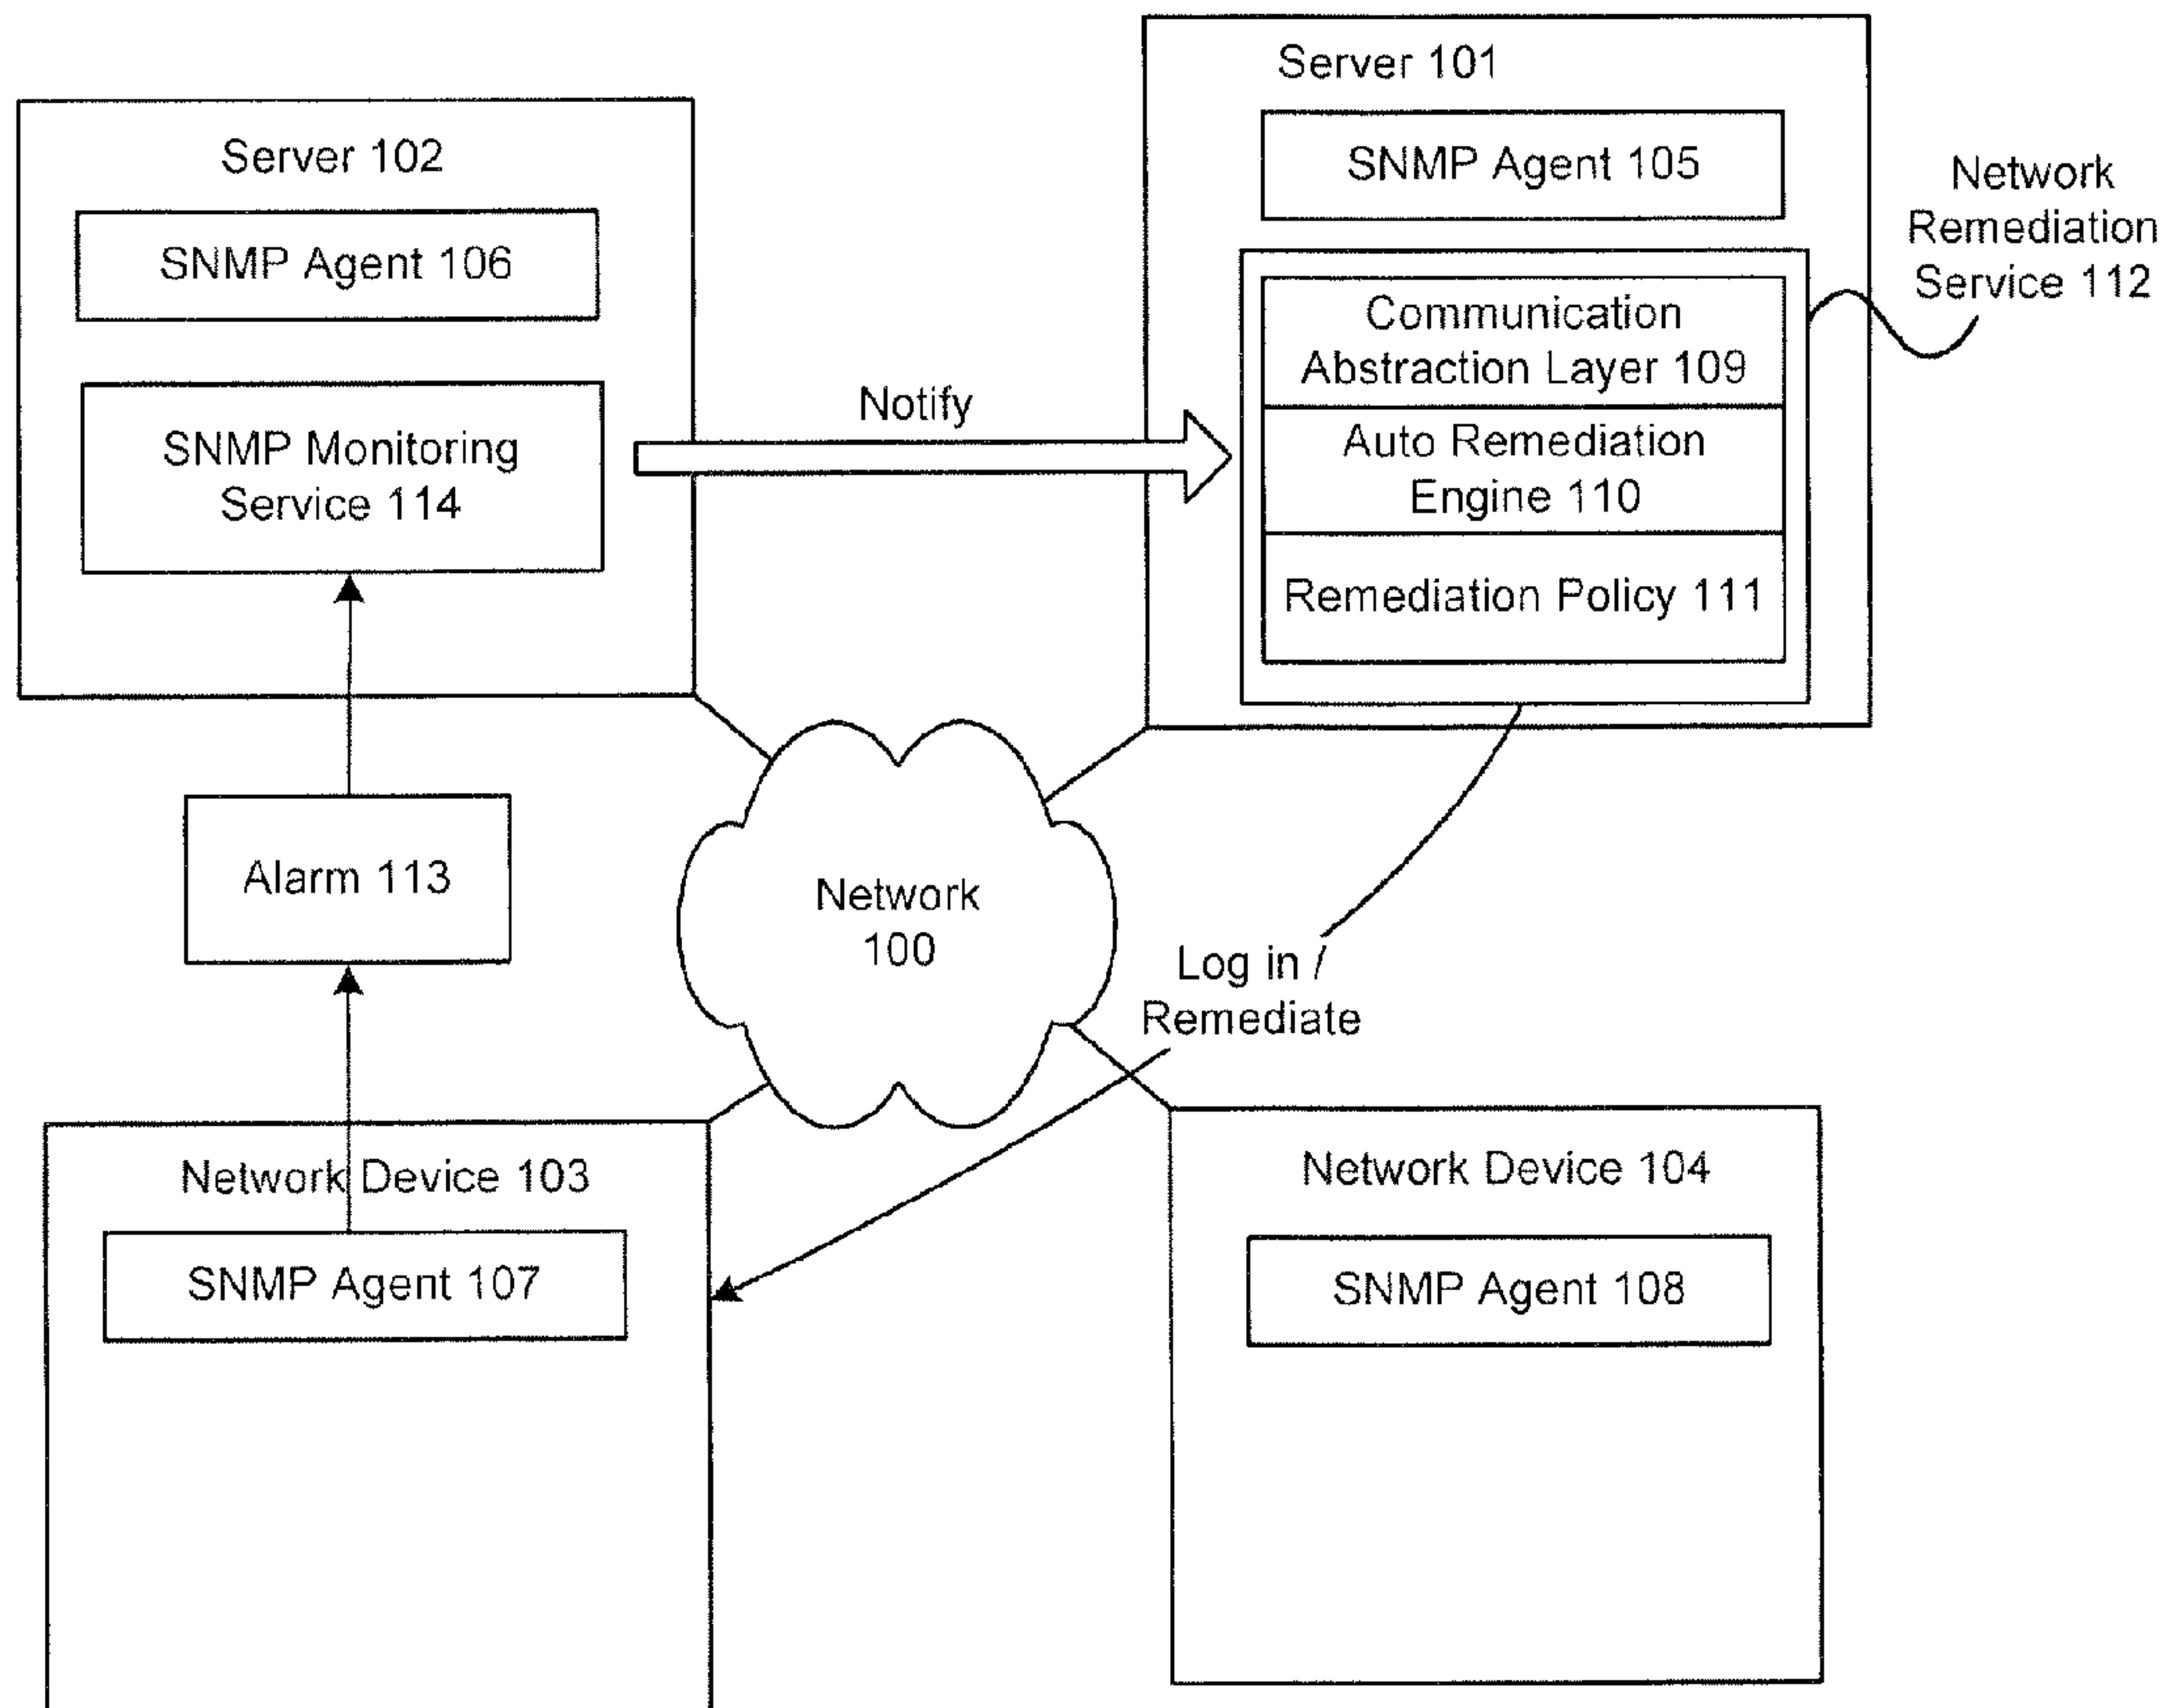 Server 101
SNMP Agent 105
Network
Remediation
Service 112
Communication
Abstraction Layer 109
Auto Remediation
Engine 110
Remediation Policy 111
Server 102
SNMP Agent 106
SNMP Monitoring
Service 114
Notify
Alarm 113
Network
100
Log in /
Remediate
Network Device 103
SNMP Agent 107
Network Device 104
SNMP Agent 108